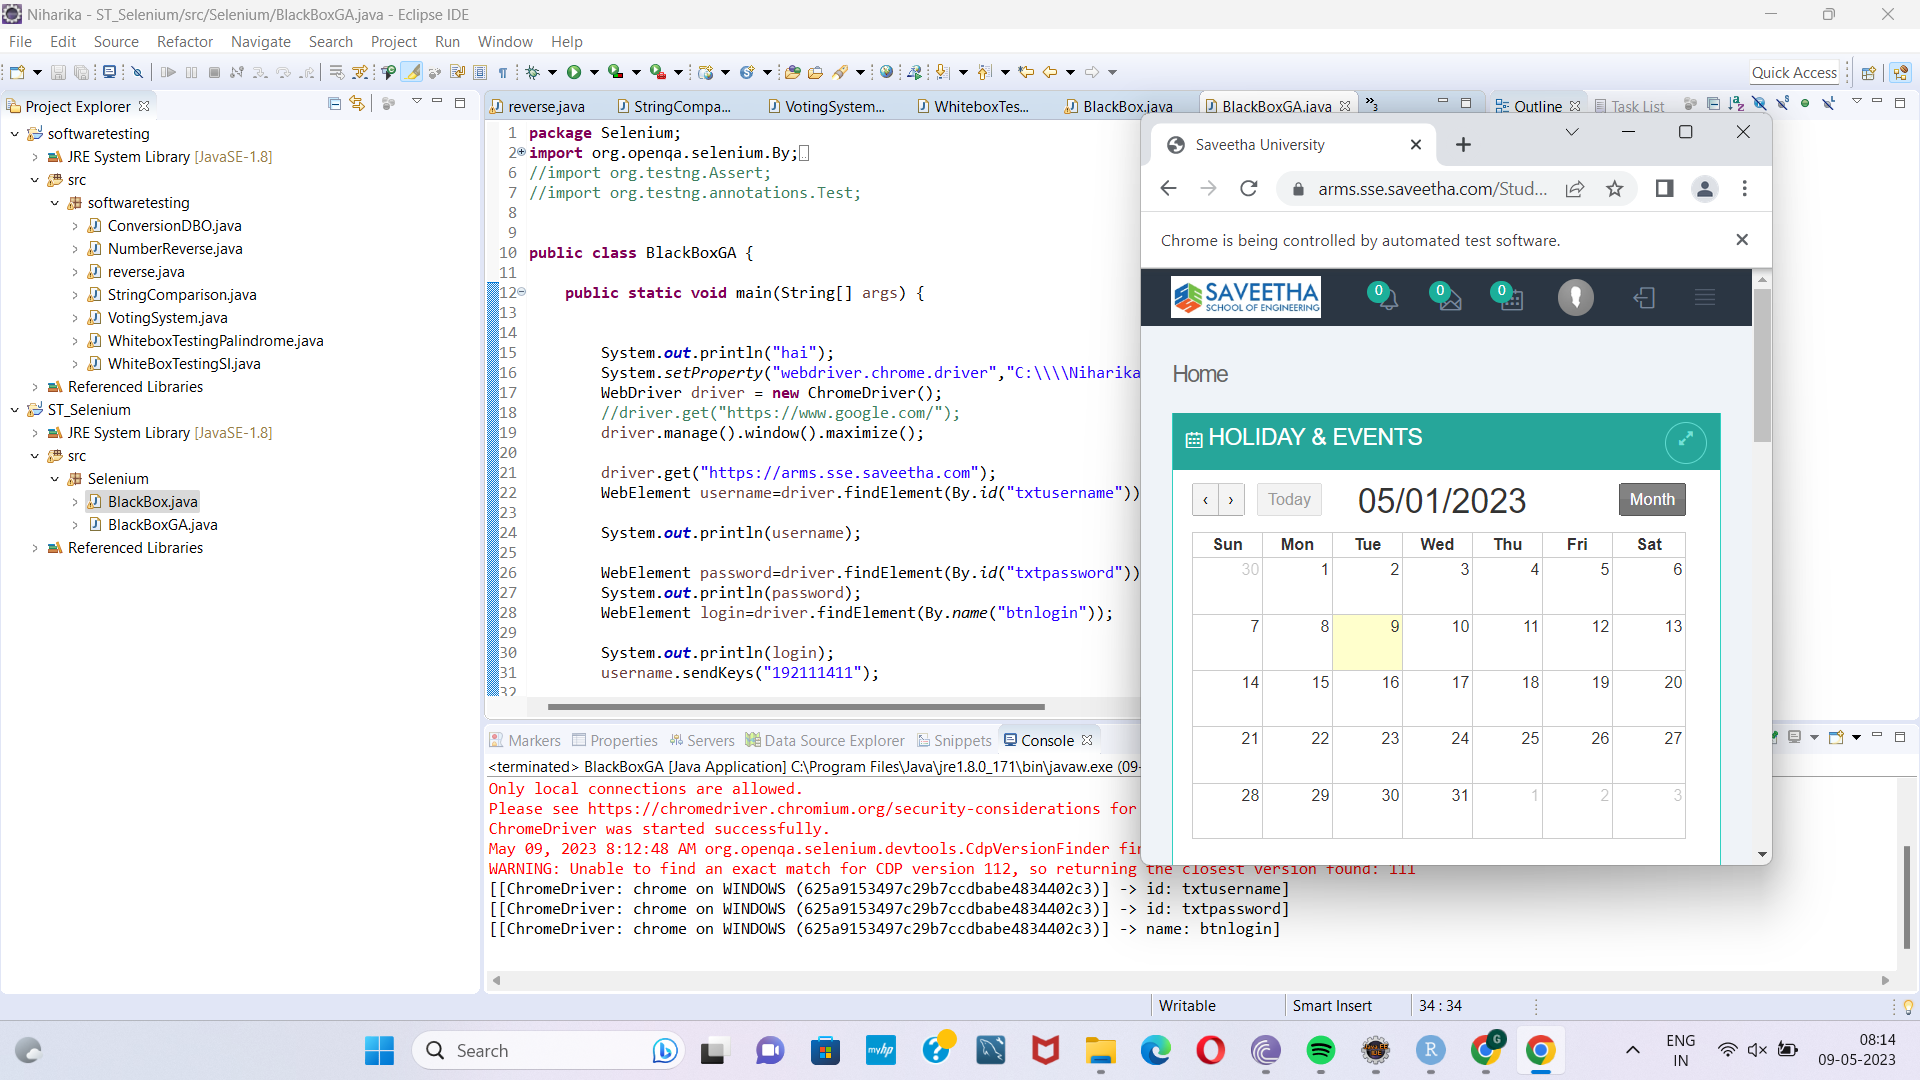 Niharika - ST_Selenium/src/Selenium/BlackBoxGA.java - Eclipse IDE
File Edit Source Refactor Navigate Search Project Run Window Help
Quick Access
Project Explorer
softwaretesting
JRE System Library [JavaSE-1.8]
src
softwaretesting
ConversionDBO.java
NumberReverse.java
reverse.java
StringComparison.java
VotingSystem.java
WhiteboxTestingPalindrome.java
WhiteBoxTestingSI.java
Referenced Libraries
ST_Selenium
JRE System Library [JavaSE-1.8]
src
Selenium
BlackBox.java
BlackBoxGA.java
Referenced Libraries
reverse.java StringCompa... VotingSystem... WhiteboxTes... BlackBox.java BlackBoxGA.java »3
Outline Task List
1 package Selenium;
2 import org.openqa.selenium.By;
6 //import org.testng.Assert;
7 //import org.testng.annotations.Test;
8
9
10 public class BlackBoxGA {
11
12 public static void main(String[] args) {
13
14
15 System.out.println("hai");
16 System.setProperty("webdriver.chrome.driver","C:\\\\Niharika
17 WebDriver driver = new ChromeDriver();
18 //driver.get("https://www.google.com/");
19 driver.manage().window().maximize();
20
21 driver.get("https://arms.sse.saveetha.com");
22 WebElement username=driver.findElement(By.id("txtusername"))
23
24 System.out.println(username);
25
26 WebElement password=driver.findElement(By.id("txtpassword"))
27 System.out.println(password);
28 WebElement login=driver.findElement(By.name("btnlogin"));
29
30 System.out.println(login);
31 username.sendKeys("192111411");
32
Saveetha University
arms.sse.saveetha.com/Stud...
Chrome is being controlled by automated test software.
SAVEETHA
SCHOOL OF ENGINEERING
0 0 0
Home
HOLIDAY & EVENTS
‹ › Today 05/01/2023 Month
Sun Mon Tue Wed Thu Fri Sat
30 1 2 3 4 5 6
7 8 9 10 11 12 13
14 15 16 17 18 19 20
21 22 23 24 25 26 27
28 29 30 31 1 2 3
Markers Properties Servers Data Source Explorer Snippets Console
<terminated> BlackBoxGA [Java Application] C:\Program Files\Java\jre1.8.0_171\bin\javaw.exe (09-
Only local connections are allowed.
Please see https://chromedriver.chromium.org/security-considerations for
ChromeDriver was started successfully.
May 09, 2023 8:12:48 AM org.openqa.selenium.devtools.CdpVersionFinder fin
WARNING: Unable to find an exact match for CDP version 112, so returning the closest version found: 111
[[ChromeDriver: chrome on WINDOWS (625a9153497c29b7ccdbabe4834402c3)] -> id: txtusername]
[[ChromeDriver: chrome on WINDOWS (625a9153497c29b7ccdbabe4834402c3)] -> id: txtpassword]
[[ChromeDriver: chrome on WINDOWS (625a9153497c29b7ccdbabe4834402c3)] -> name: btnlogin]
Writable Smart Insert 34 : 34
Search
myhp
G
R
ENG
IN
08:14
09-05-2023